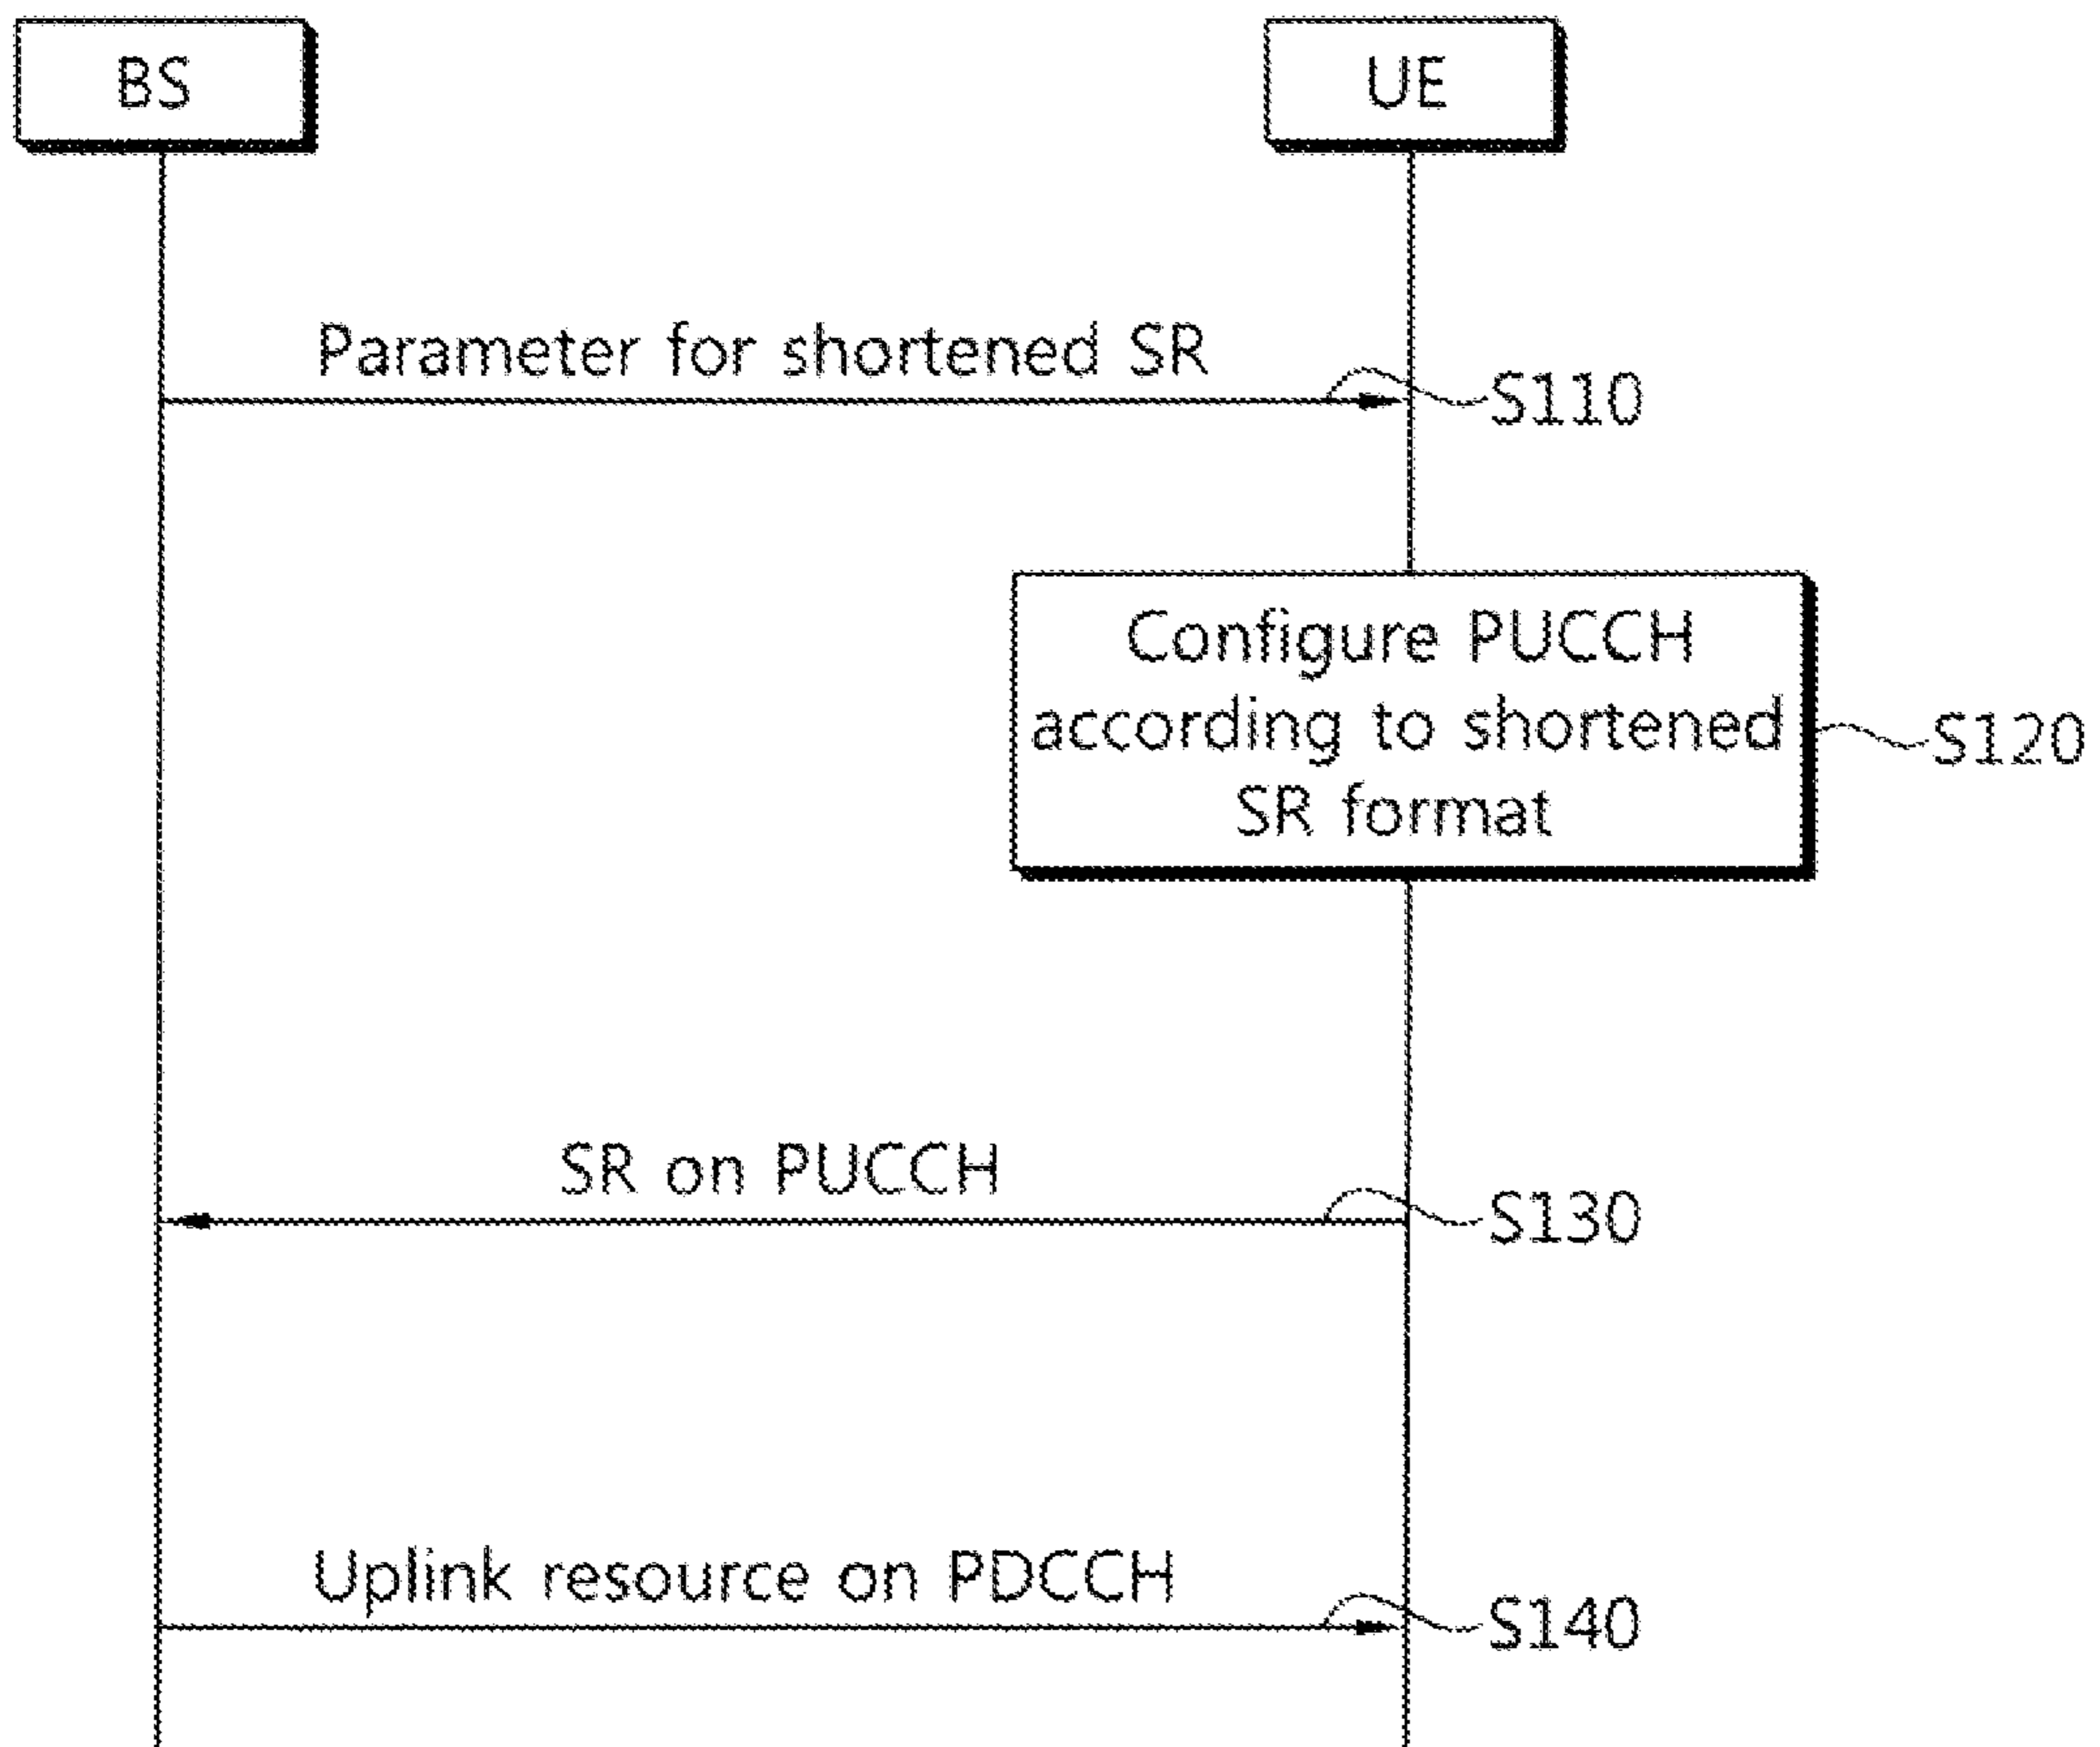 BS
UE
Parameter for shortened SR
S110
Configure PUCCH
according to shortened
SR format
S120
SR on PUCCH
S130
Uplink resource on PDCCH
S140